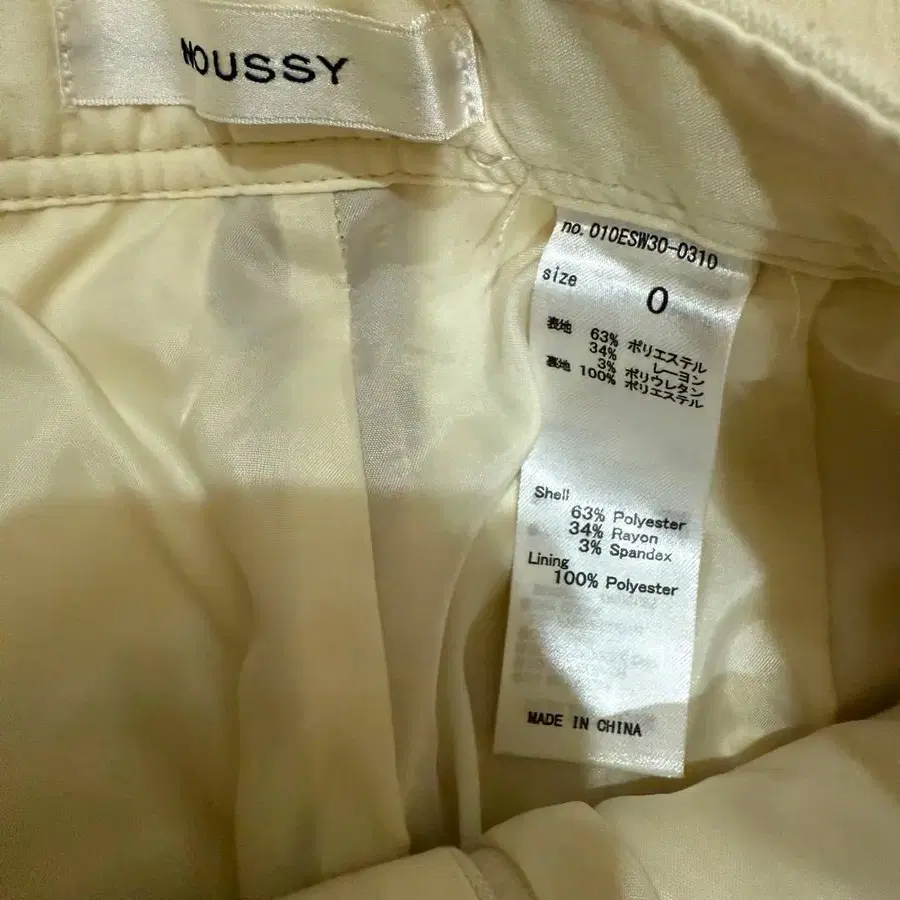 MOUSSY
no. 010ESW30-0310
size 0
表地 63% ポリエステル
34% レーヨン
3% ポリウレタン
裏地 100% ポリエステル
Shell
63% Polyester
34% Rayon
3% Spandex
Lining
100% Polyester
MADE IN CHINA